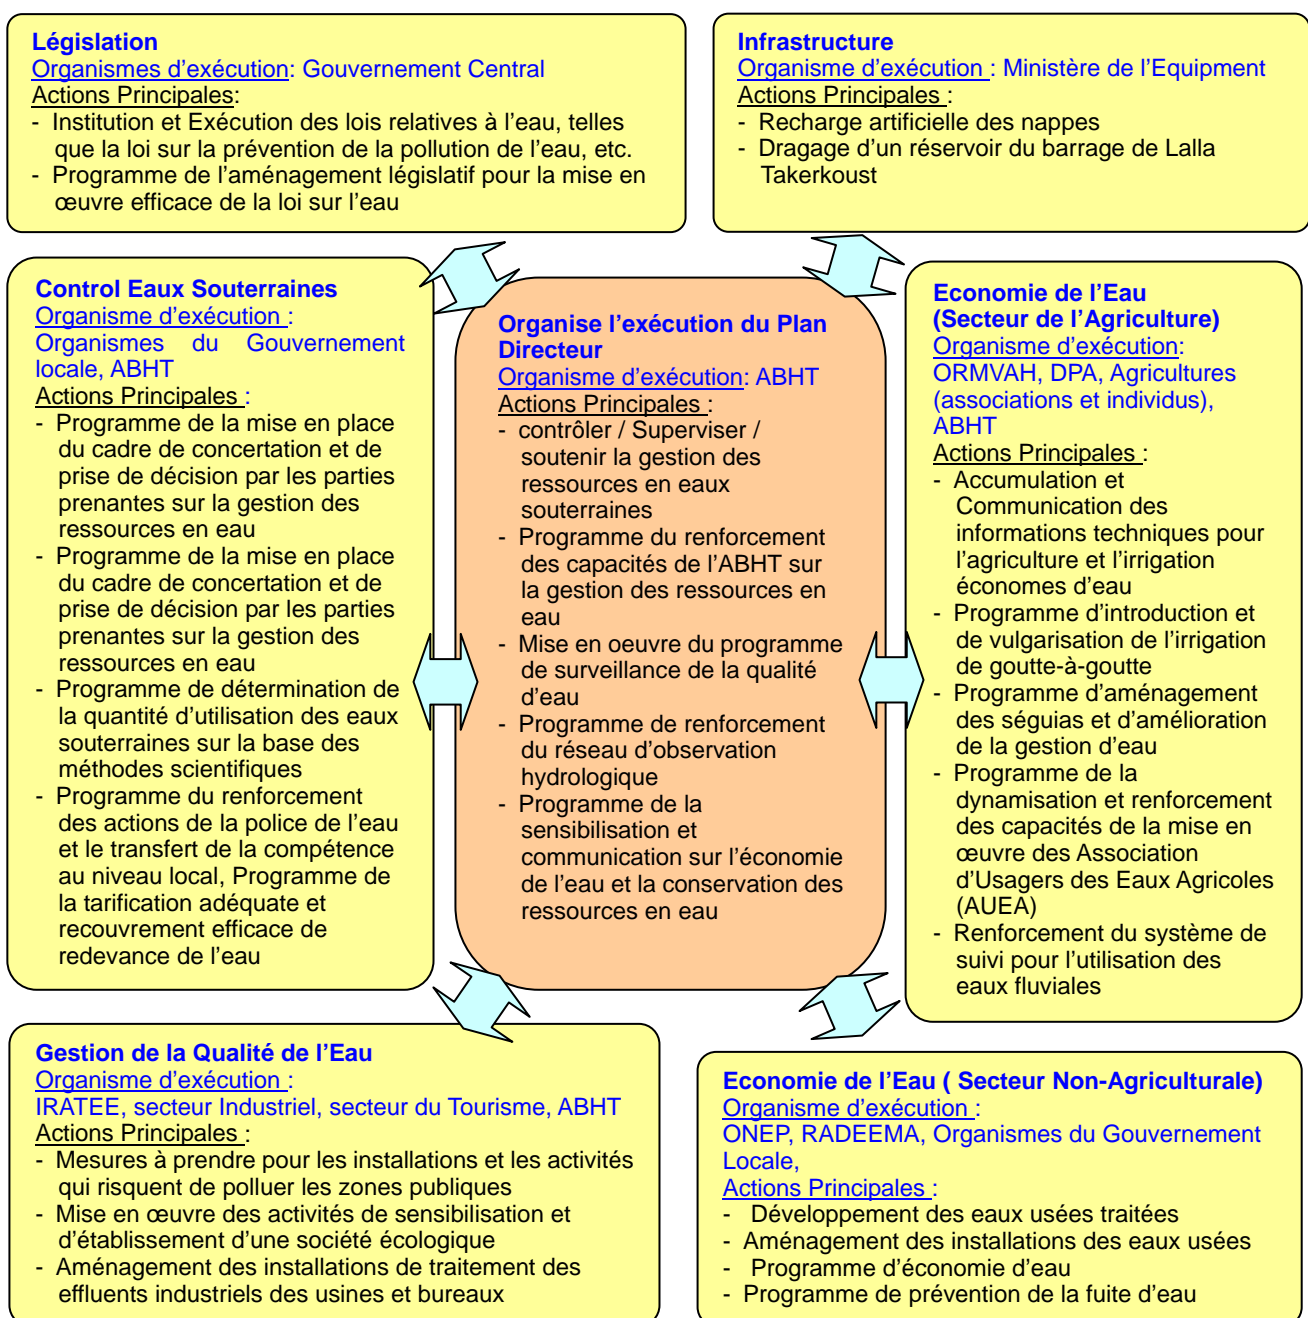 Législation
Organismes d'exécution: Gouvernement Central
Actions Principales:
- Institution et Exécution des lois relatives à l'eau, telles
que la loi sur la prévention de la pollution de l'eau, etc.
- Programme de l'aménagement législatif pour la mise en
œuvre efficace de la loi sur l'eau
Infrastructure
Organisme d'exécution : Ministère de l'Equipment
Actions Principales :
- Recharge artificielle des nappes
- Dragage d'un réservoir du barrage de Lalla
Takerkoust
Control Eaux Souterraines
Organisme d'exécution :
Organismes du Gouvernement
locale, ABHT
Actions Principales :
- Programme de la mise en place
du cadre de concertation et de
prise de décision par les parties
prenantes sur la gestion des
ressources en eau
- Programme de la mise en place
du cadre de concertation et de
prise de décision par les parties
prenantes sur la gestion des
ressources en eau
- Programme de détermination de
la quantité d'utilisation des eaux
souterraines sur la base des
méthodes scientifiques
- Programme du renforcement
des actions de la police de l'eau
et le transfert de la compétence
au niveau local, Programme de
la tarification adéquate et
recouvrement efficace de
redevance de l'eau
Organise l'exécution du Plan
Directeur
Organisme d'exécution: ABHT
Actions Principales :
- contrôler / Superviser /
soutenir la gestion des
ressources en eaux
souterraines
- Programme du renforcement
des capacités de l'ABHT sur
la gestion des ressources en
eau
- Mise en oeuvre du programme
de surveillance de la qualité
d'eau
- Programme de renforcement
du réseau d'observation
hydrologique
- Programme de la
sensibilisation et
communication sur l'économie
de l'eau et la conservation des
ressources en eau
Economie de l'Eau
(Secteur de l'Agriculture)
Organisme d'exécution:
ORMVAH, DPA, Agricultures
(associations et individus),
ABHT
Actions Principales :
- Accumulation et
Communication des
informations techniques pour
l'agriculture et l'irrigation
économes d'eau
- Programme d'introduction et
de vulgarisation de l'irrigation
de goutte-à-goutte
- Programme d'aménagement
des séguias et d'amélioration
de la gestion d'eau
- Programme de la
dynamisation et renforcement
des capacités de la mise en
œuvre des Association
d'Usagers des Eaux Agricoles
(AUEA)
- Renforcement du système de
suivi pour l'utilisation des
eaux fluviales
Gestion de la Qualité de l'Eau
Organisme d'exécution :
IRATEE, secteur Industriel, secteur du Tourisme, ABHT
Actions Principales :
- Mesures à prendre pour les installations et les activités
qui risquent de polluer les zones publiques
- Mise en œuvre des activités de sensibilisation et
d'établissement d'une société écologique
- Aménagement des installations de traitement des
effluents industriels des usines et bureaux
Economie de l'Eau ( Secteur Non-Agriculturale)
Organisme d'exécution :
ONEP, RADEEMA, Organismes du Gouvernement
Locale,
Actions Principales :
- Développement des eaux usées traitées
- Aménagement des installations des eaux usées
- Programme d'économie d'eau
- Programme de prévention de la fuite d'eau